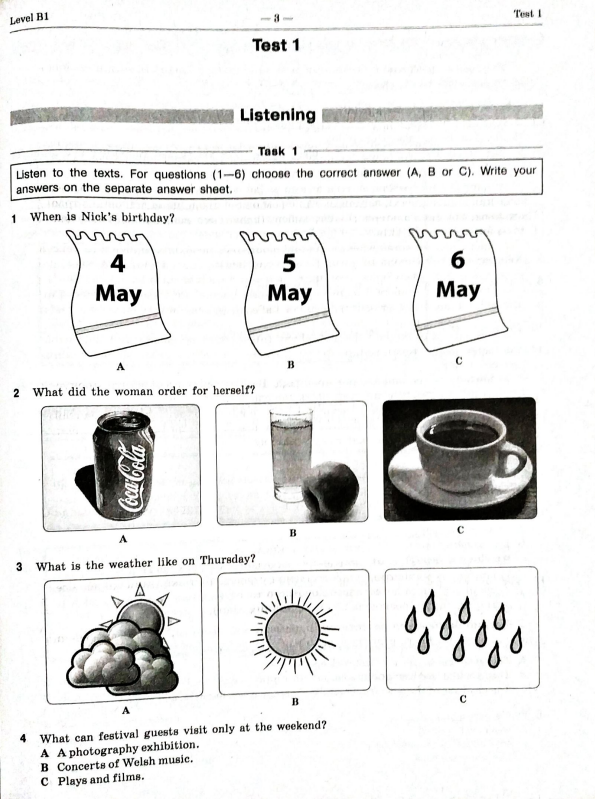 Level B1
— 3 —
Test 1
Test 1
Listening
Task 1
Listen to the texts. For questions (1—6) choose the correct answer (A, B or C). Write your
answers on the separate answer sheet.
1 When is Nick's birthday?
4
May
5
May
6
May
A
B
C
2 What did the woman order for herself?
Coca-Cola
A
B
C
3 What is the weather like on Thursday?
A
B
C
4 What can festival guests visit only at the weekend?
A A photography exhibition.
B Concerts of Welsh music.
C Plays and films.